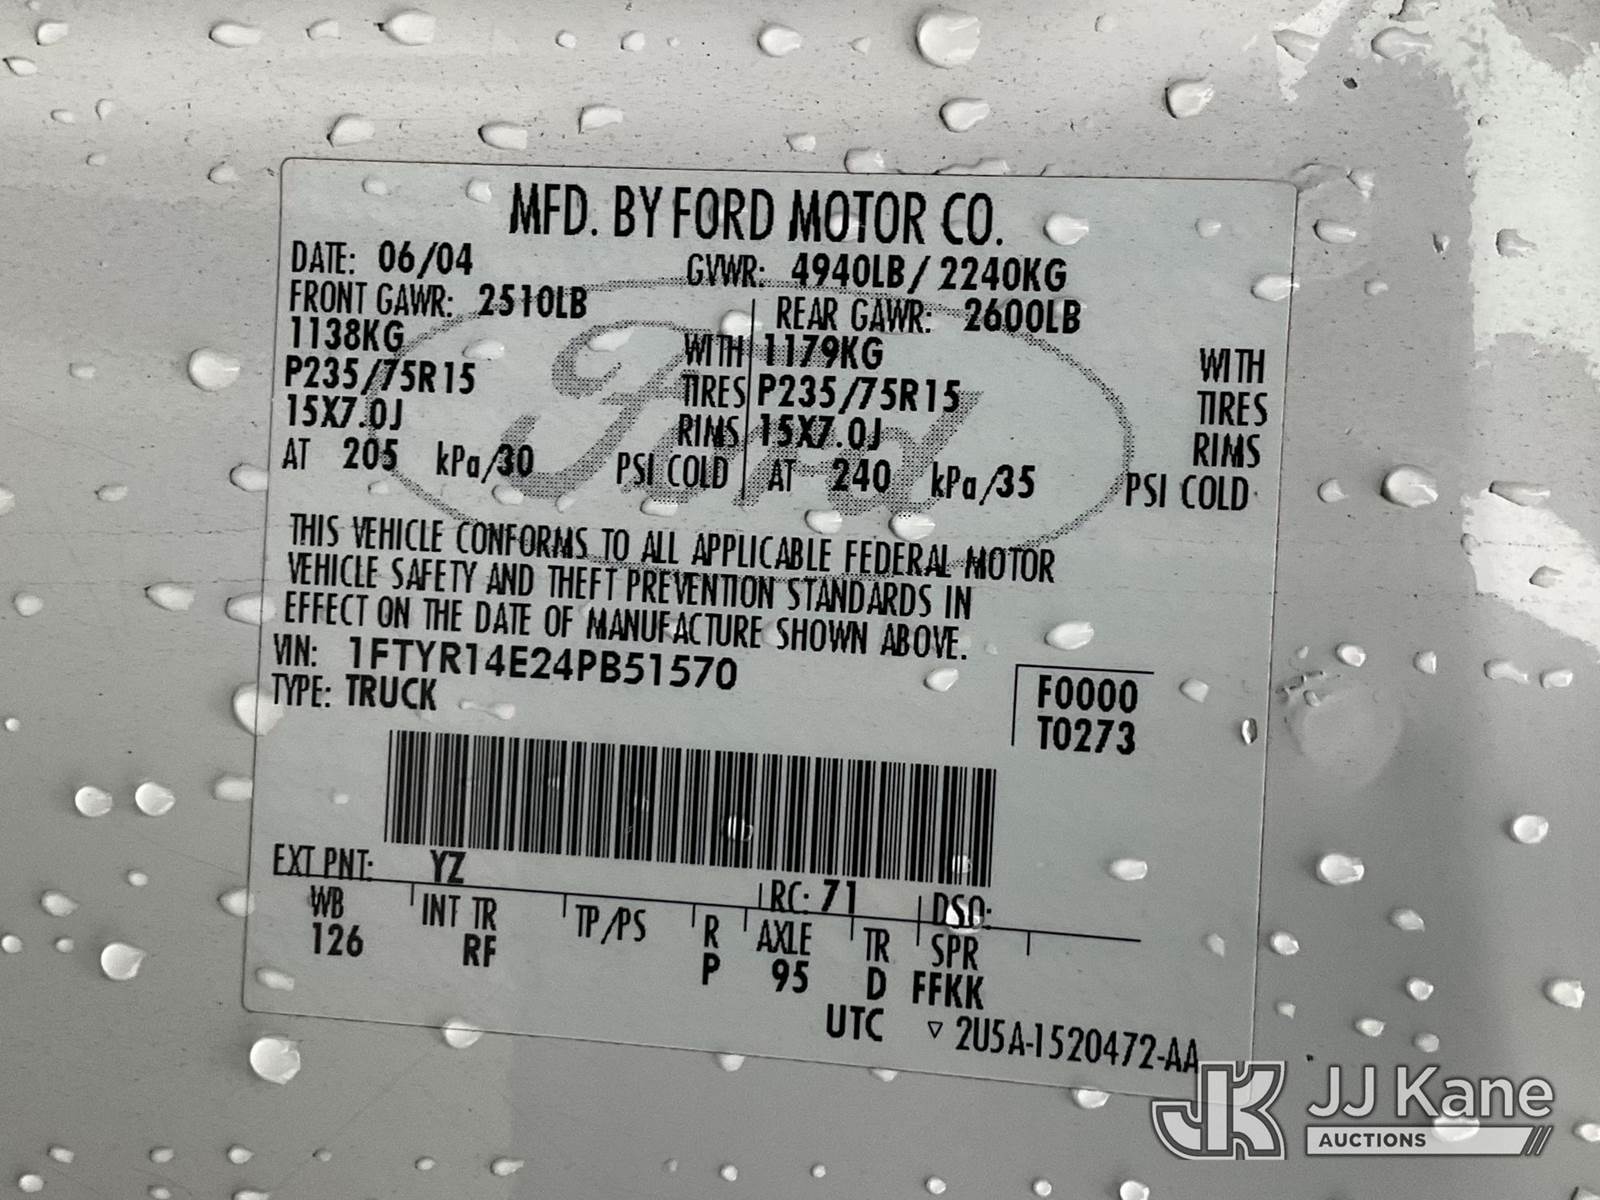 MFD. BY FORD MOTOR CO.
DATE: 06/04 GVWR: 4940LB/ 2240KG
FRONT GAWR: 2510LB REAR GAWR: 2600LB
1138KG WITH 1179KG WITH
P235/75R15 TIRES P235/75R15 TIRES
15X7.0J RIMS 15X7.0J RIMS
AT 205 kPa/30 PSI COLD AT 240 kPa/35 PSI COLD
Ford
THIS VEHICLE CONFORMS TO ALL APPLICABLE FEDERAL MOTOR
VEHICLE SAFETY AND THEFT PREVENTION STANDARDS IN
EFFECT ON THE DATE OF MANUFACTURE SHOWN ABOVE.
VIN: 1FTYR14E24PB51570
TYPE: TRUCK
F0000
T0273
EXT PNT: YZ RC: 71 DSO:
WB INT TR TP/PS R AXLE TR SPR
126 RF P 95 D FFKK
UTC ▽ 2U5A-1520472-AA
JK JJ Kane
AUCTIONS